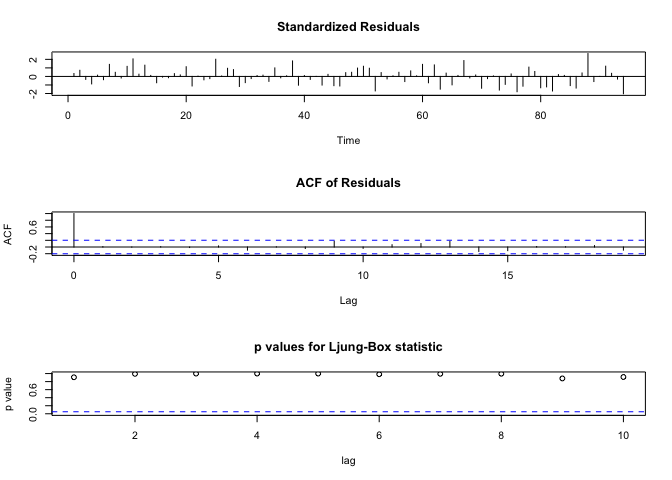 Standardized Residuals
2
0
-2
0 20 40 60 80
Time
ACF of Residuals
ACF
0.6
-0.2
0 5 10 15
Lag
p values for Ljung-Box statistic
p value
0.6
0.0
2 4 6 8 10
lag